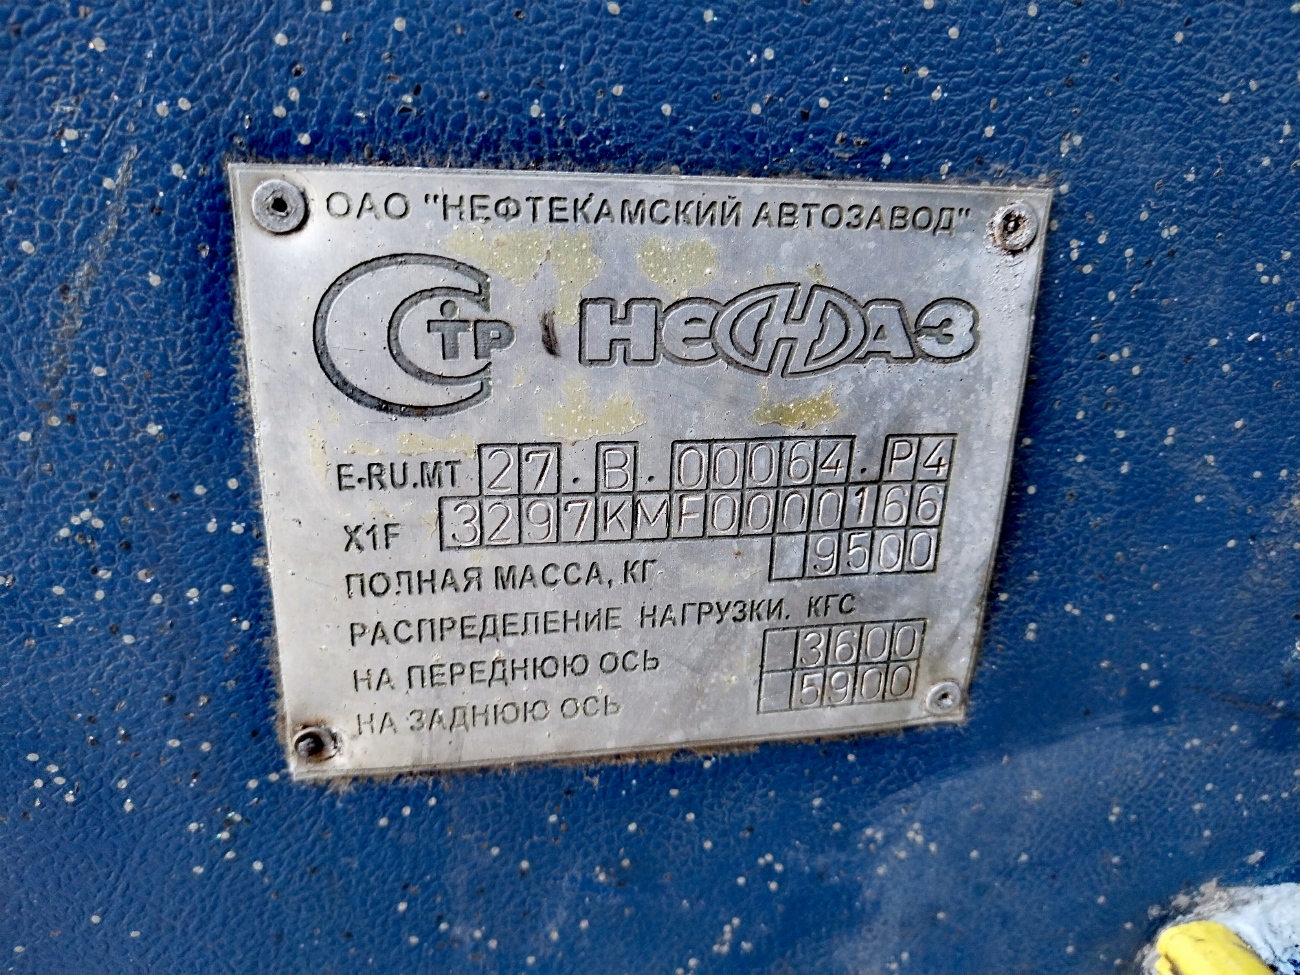 ОАО "НЕФТЕКАМСКИЙ АВТОЗАВОД"
СТР НЕФАЗ
E-RU.MT 27.B.00064.P4
X1F 3297KMF0000166
ПОЛНАЯ МАССА, КГ 9500
РАСПРЕДЕЛЕНИЕ НАГРУЗКИ. КГС
НА ПЕРЕДНЮЮ ОСЬ 3600
НА ЗАДНЮЮ ОСЬ 5900